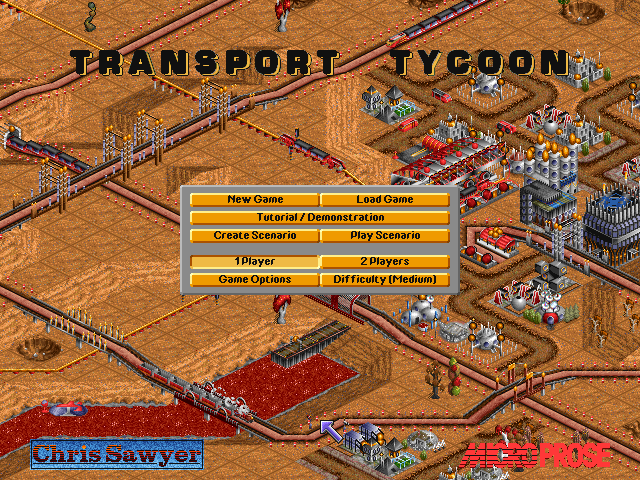 TRANSPORT TYCOON
New Game Load Game
Tutorial / Demonstration
Create Scenario Play Scenario
1 Player 2 Players
Game Options Difficulty (Medium)
Chris Sawyer MICROPROSE